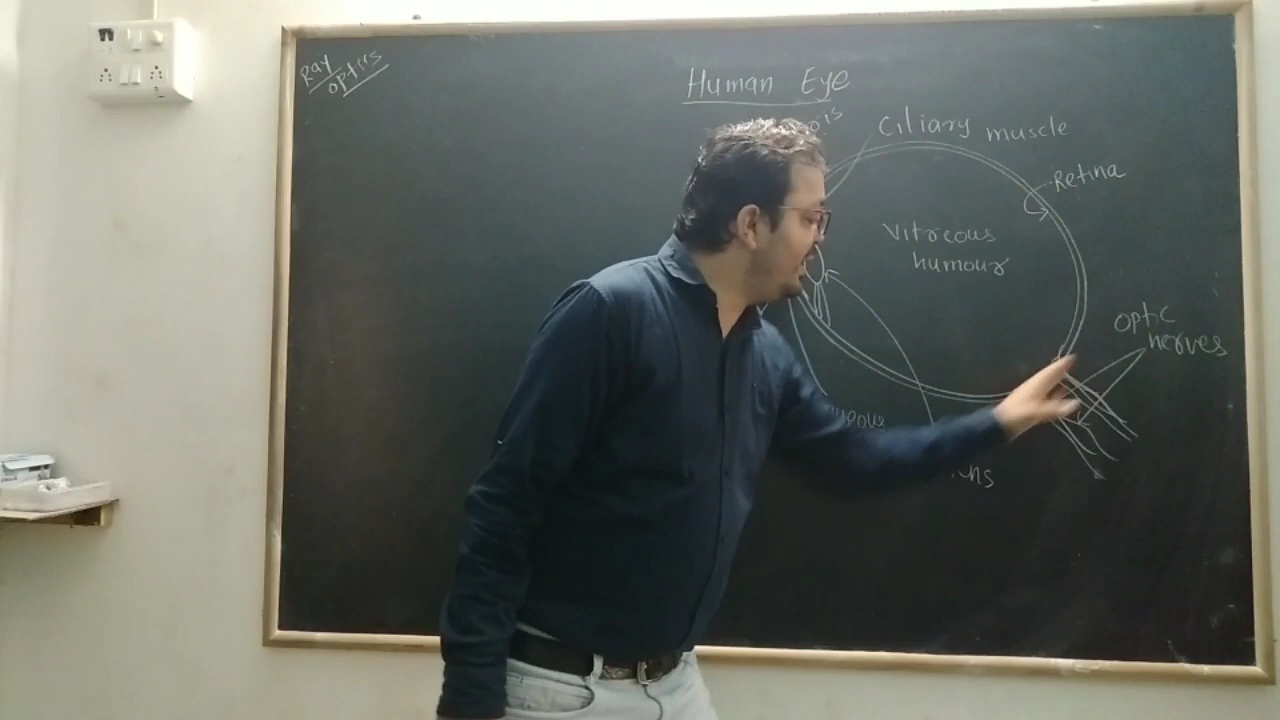 Ray
optics
Human Eye
Ciliary muscle
Retina
Vitreous
humour
optic
nerves